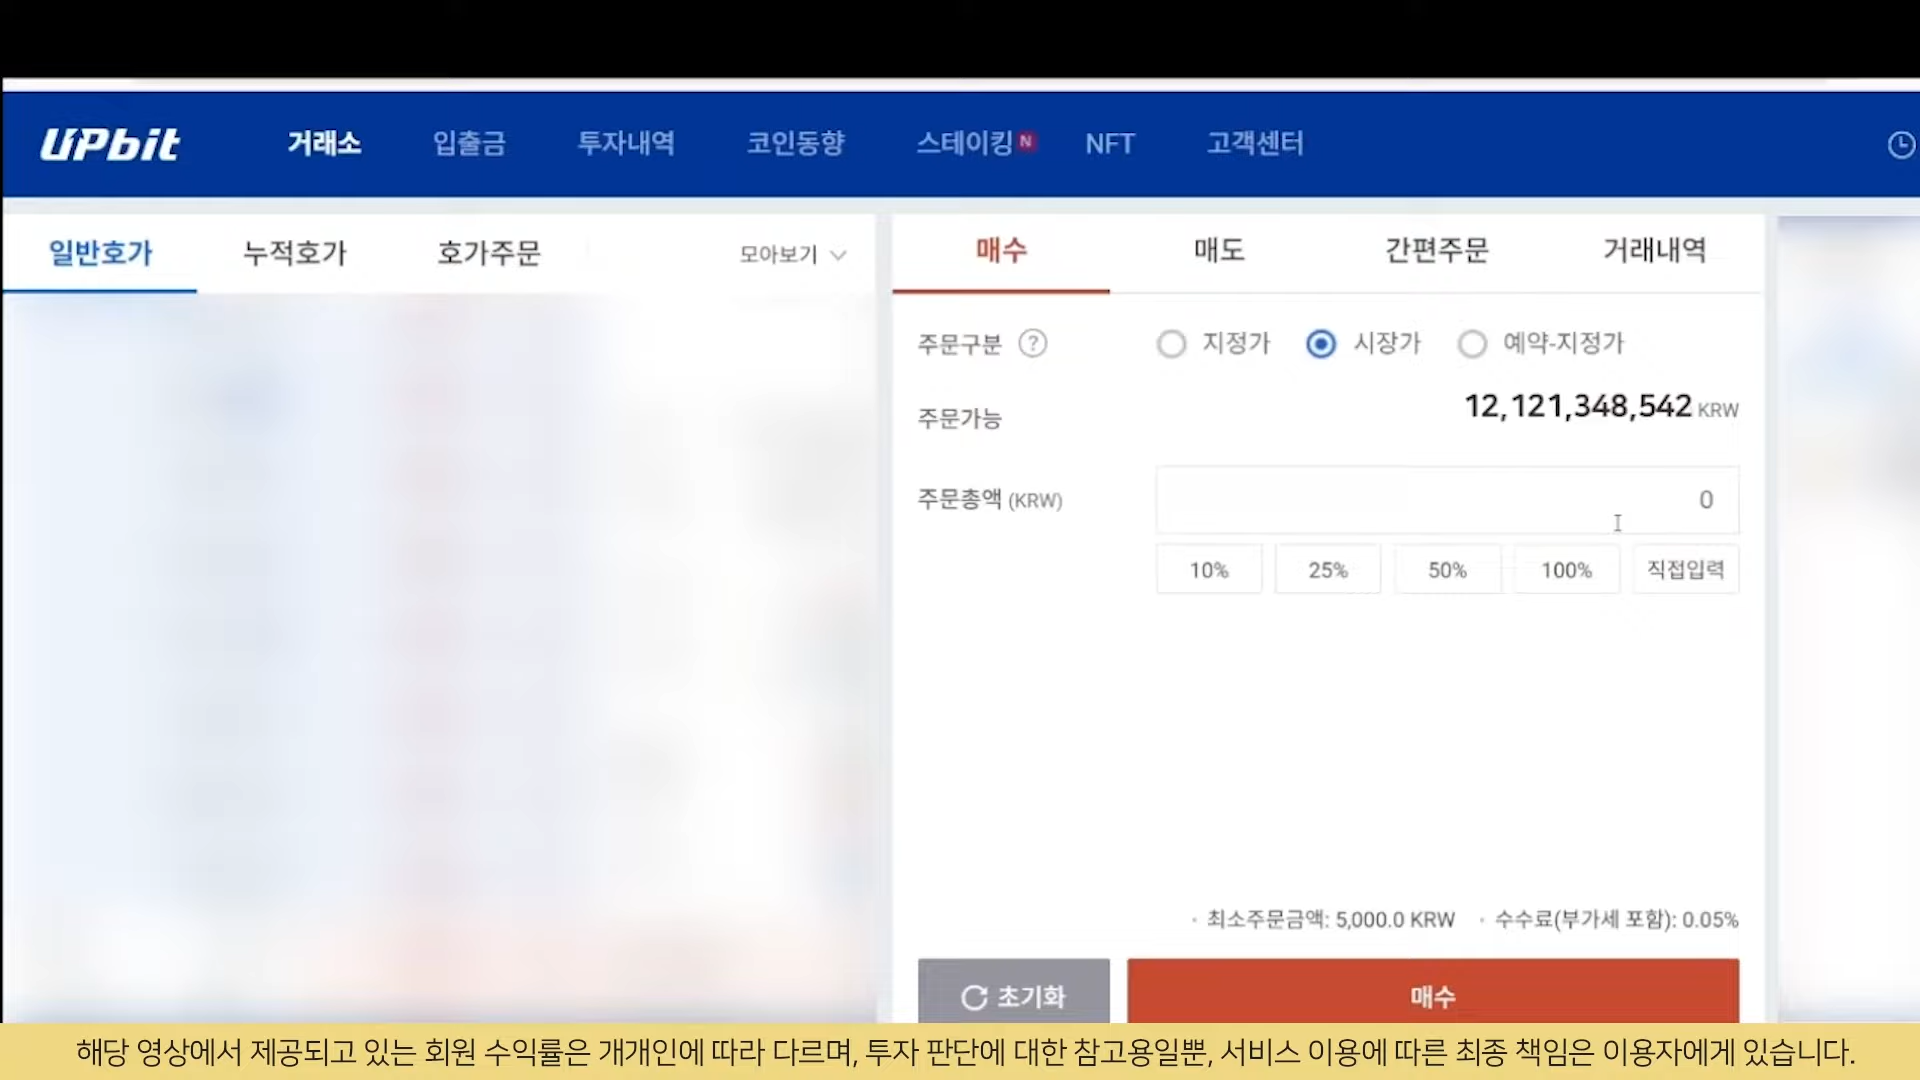 UPbit 거래소 입출금 투자내역 코인동향 스테이킹 N NFT 고객센터
일반호가 누적호가 호가주문 모아보기
매수 매도 간편주문 거래내역
주문구분 ? 지정가 시장가 예약-지정가
주문가능 12,121,348,542 KRW
주문총액 (KRW) 0
10% 25% 50% 100% 직접입력
· 최소주문금액: 5,000.0 KRW · 수수료(부가세 포함): 0.05%
초기화 매수
해당 영상에서 제공되고 있는 회원 수익률은 개개인에 따라 다르며, 투자 판단에 대한 참고용일뿐, 서비스 이용에 따른 최종 책임은 이용자에게 있습니다.